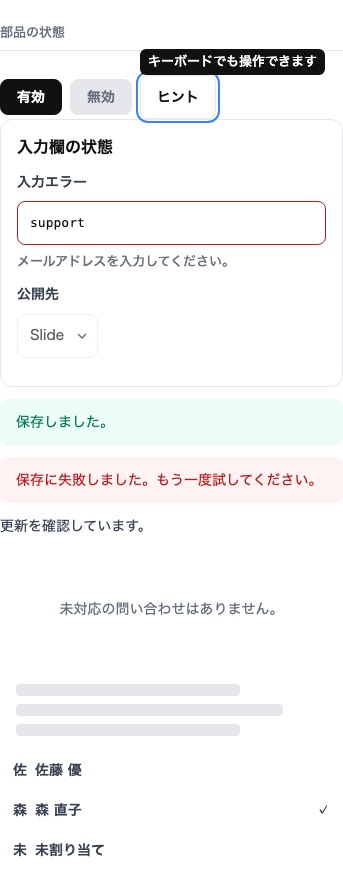 部品の状態
キーボードでも操作できます
有効
無効
ヒント
入力欄の状態
入力エラー
support
メールアドレスを入力してください。
公開先
Slide
保存しました。
保存に失敗しました。もう一度試してください。
更新を確認しています。
未対応の問い合わせはありません。
佐 佐藤 優
森 森 直子 ✓
未 未割り当て